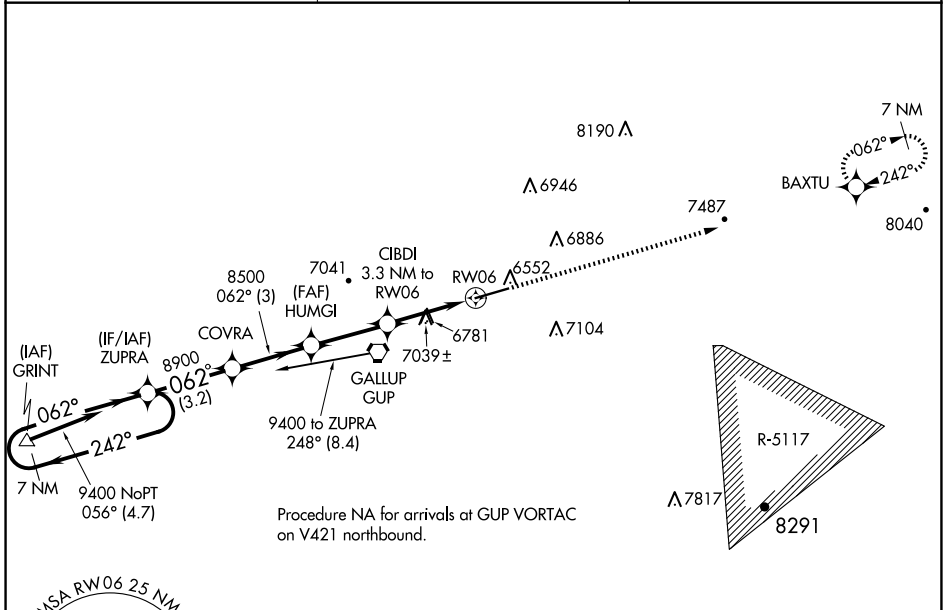 7 NM
062°
242°
BAXTU
8040
8190
6946
7487
6886
6552
RW06
CIBDI
3.3 NM to
RW06
7041
8500
062° (3)
(FAF)
HUMGI
COVRA
6781
7039 ±
7104
(IF/IAF)
ZUPRA
8900
062°
(3.2)
(IAF)
GRINT
062°
242°
7 NM
9400 NoPT
056° (4.7)
GALLUP
GUP
9400 to ZUPRA
248° (8.4)
R-5117
7817
8291
Procedure NA for arrivals at GUP VORTAC
on V421 northbound.
MSA RW06 25 NM